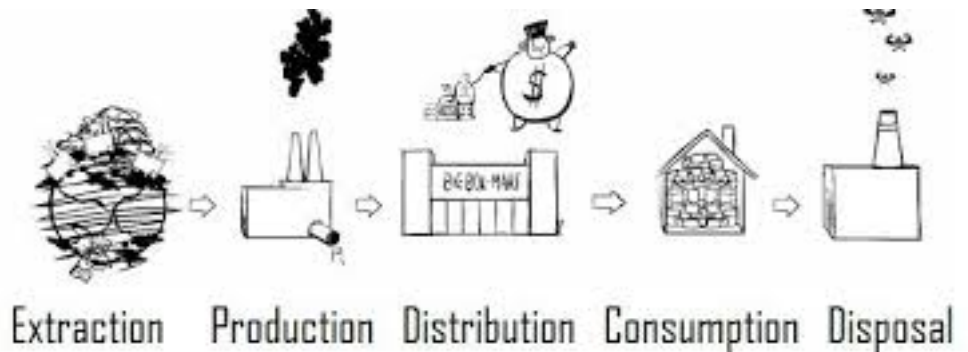 $
BIG BOX-MART
Extraction Production Distribution Consumption Disposal